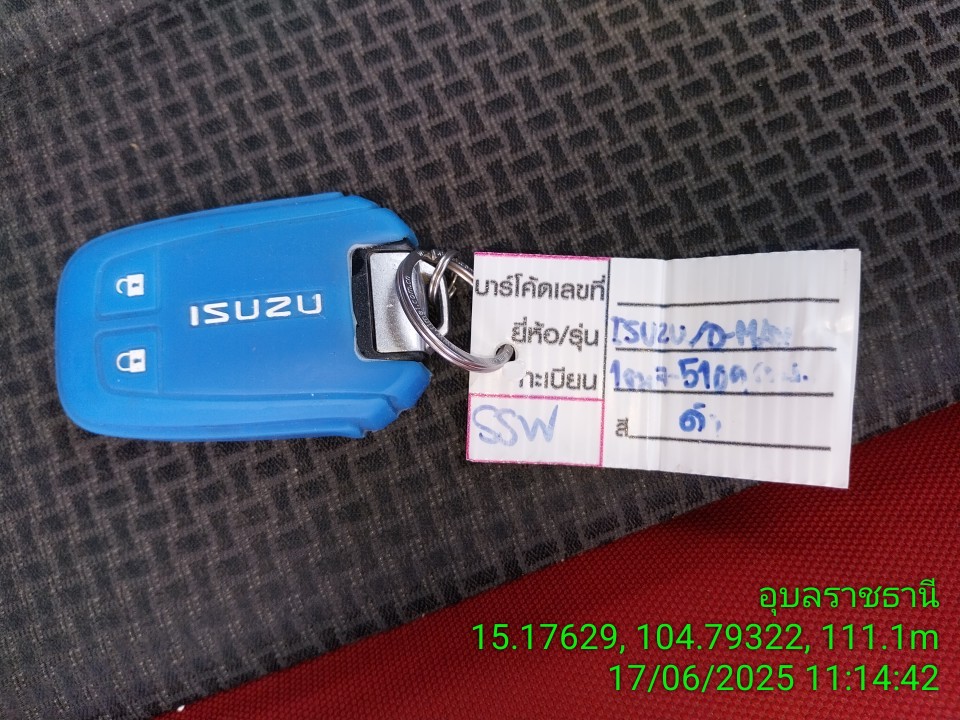 ISUZU
บาร์โค้ดเลขที่
ยี่ห้อ/รุ่น ISUZU/D-MAX
ทะเบียน
SSW
สี ดำ
อุบลราชธานี
15.17629, 104.79322, 111.1m
17/06/2025 11:14:42